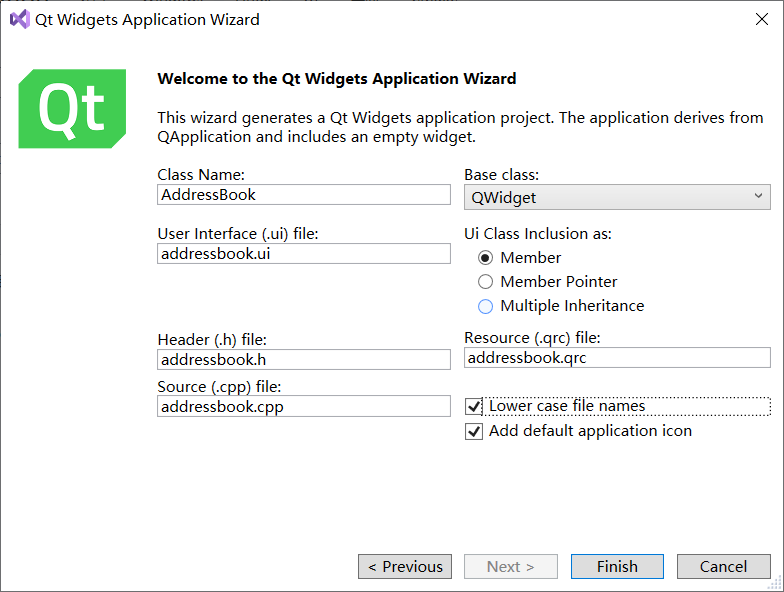 Qt Widgets Application Wizard
Qt
Welcome to the Qt Widgets Application Wizard
This wizard generates a Qt Widgets application project. The application derives from
QApplication and includes an empty widget.
Class Name:
AddressBook
Base class:
QWidget
User Interface (.ui) file:
addressbook.ui
Ui Class Inclusion as:
Member
Member Pointer
Multiple Inheritance
Header (.h) file:
addressbook.h
Resource (.qrc) file:
addressbook.qrc
Source (.cpp) file:
addressbook.cpp
Lower case file names
Add default application icon
< Previous
Next >
Finish
Cancel